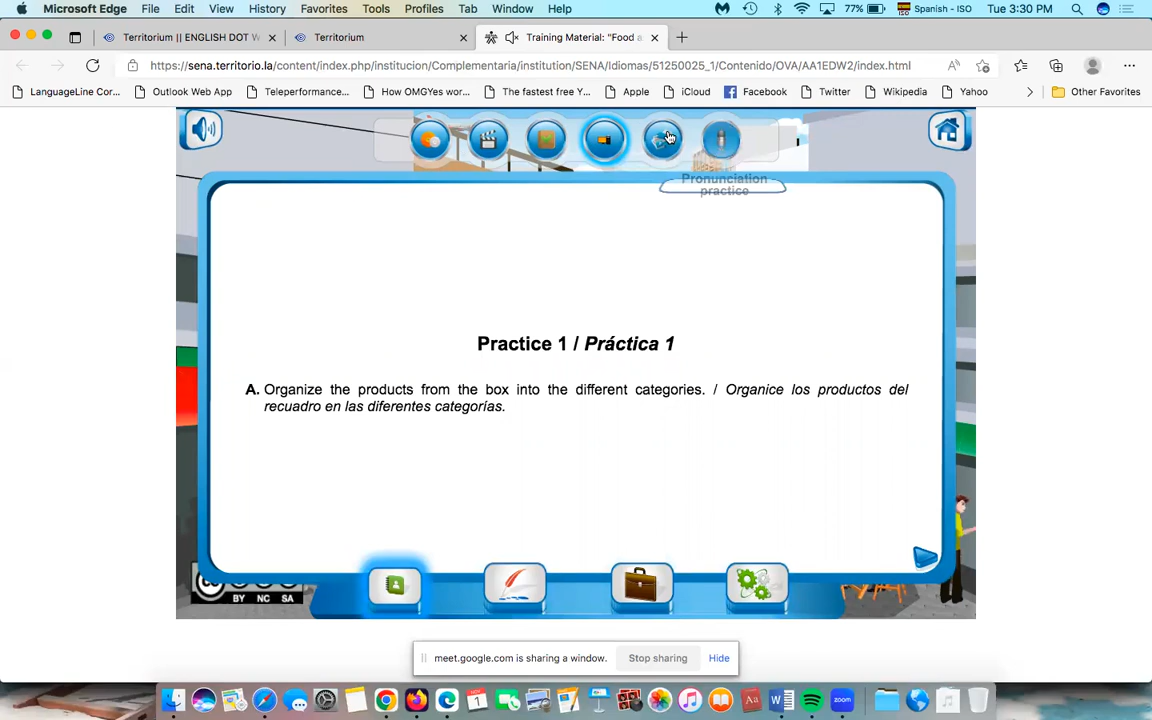 Microsoft Edge File Edit View History Favorites Tools Profiles Tab Window Help 77% Spanish - ISO Tue 3:30 PM
Territorium || ENGLISH DOT W Territorium Training Material: "Food a
https://sena.territorio.la/content/index.php/institucion/Complementaria/institution/SENA/Idiomas/51250025_1/Contenido/OVA/AA1EDW2/index.html
LanguageLine Cor... Outlook Web App Teleperformance... How OMGYes wor... The fastest free Y... Apple iCloud Facebook Twitter Wikipedia Yahoo Other Favorites
Pronunciation
practice
Practice 1 / Práctica 1
A. Organize the products from the box into the different categories. / Organice los productos del
recuadro en las diferentes categorías.
BY NC SA
meet.google.com is sharing a window. Stop sharing Hide
zoom